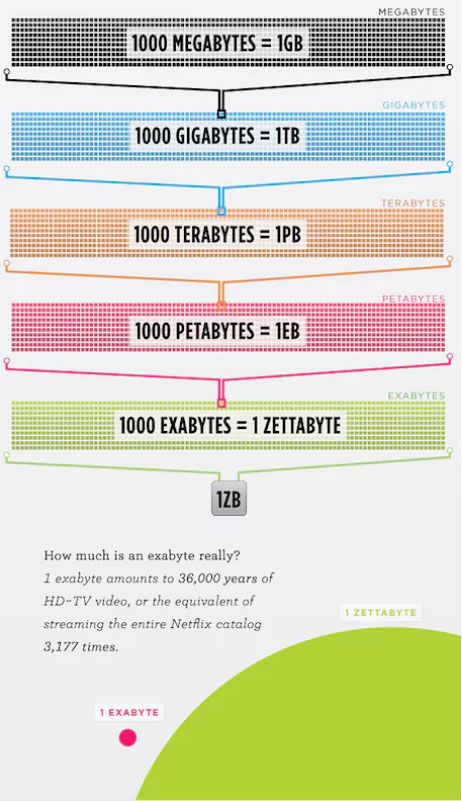 MEGABYTES
1000 MEGABYTES = 1GB
GIGABYTES
1000 GIGABYTES = 1TB
TERABYTES
1000 TERABYTES = 1PB
PETABYTES
1000 PETABYTES = 1EB
EXABYTES
1000 EXABYTES = 1 ZETTABYTE
1ZB
How much is an exabyte really?
1 exabyte amounts to 36,000 years of
HD-TV video, or the equivalent of
streaming the entire Netflix catalog
3,177 times.
1 ZETTABYTE
1 EXABYTE